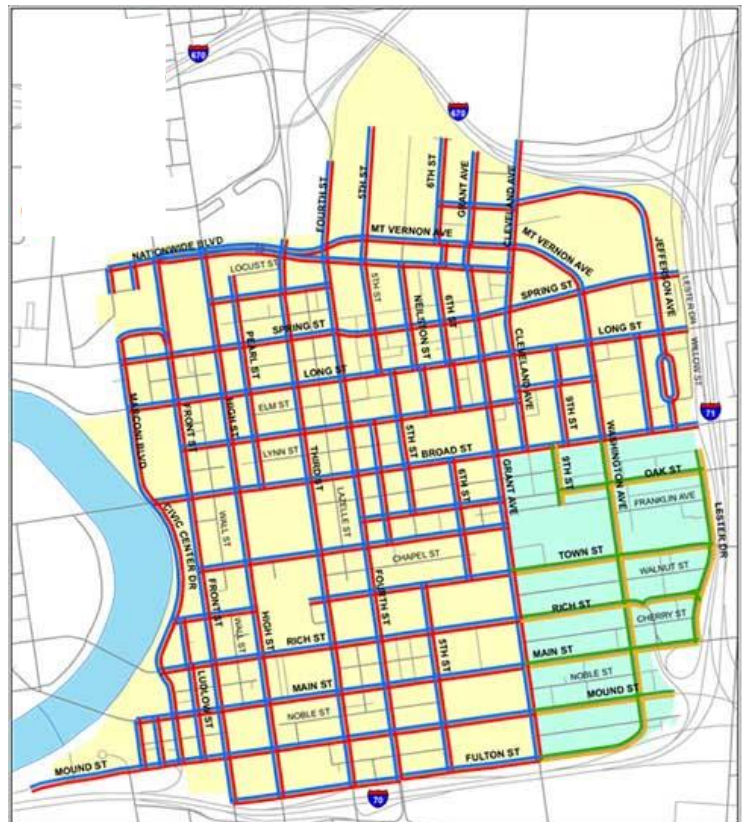 670
670
FOURTH ST
5TH ST
6TH ST
GRANT AVE
CLEVELAND AVE
MT VERNON AVE
MT VERNON AVE
NATIONWIDE BLVD
LOCUST ST
JEFFERSON AVE
LESTER DR
5TH ST
NEILSTON ST
6TH ST
SPRING ST
SPRING ST
LONG ST
WILLOW ST
PEARL ST
CLEVELAND AVE
LONG ST
MARCONI BLVD
FRONT ST
HIGH ST
ELM ST
9TH ST
WASHINGTON AVE
71
LYNN ST
THIRD ST
5TH ST
BROAD ST
6TH ST
GRANT AVE
9TH ST
OAK ST
LAZELLE ST
FRANKLIN AVE
LESTER DR
CIVIC CENTER DR
WALL ST
CHAPEL ST
TOWN ST
WALNUT ST
FRONT ST
WALL ST
HIGH ST
FOURTH ST
RICH ST
RICH ST
CHERRY ST
5TH ST
MAIN ST
LUDLOW ST
MAIN ST
NOBLE ST
MOUND ST
NOBLE ST
MOUND ST
FULTON ST
70